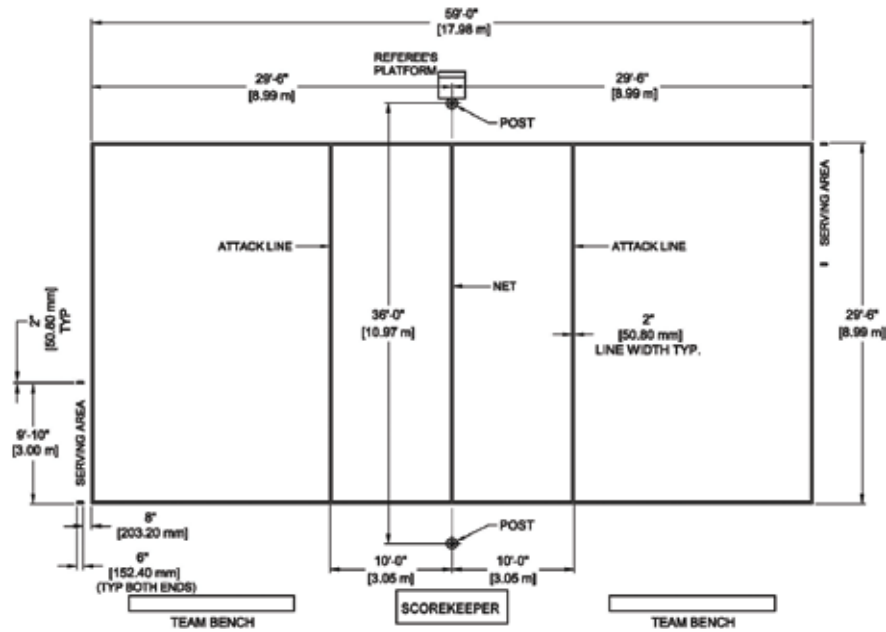 59'-0"
[17.98 m]
REFEREE'S
PLATFORM
29'-6"
[8.99 m]
29'-6"
[8.99 m]
POST
SERVING AREA
ATTACK LINE
ATTACK LINE
NET
36'-0"
[10.97 m]
2"
[50.80 mm]
LINE WIDTH TYP.
29'-6"
[8.99 m]
2"
[50.80 mm]
TYP
9'-10"
[3.00 m]
SERVING AREA
8"
[203.20 mm]
6"
[152.40 mm]
(TYP BOTH ENDS)
POST
10'-0"
[3.05 m]
10'-0"
[3.05 m]
SCOREKEEPER
TEAM BENCH
TEAM BENCH